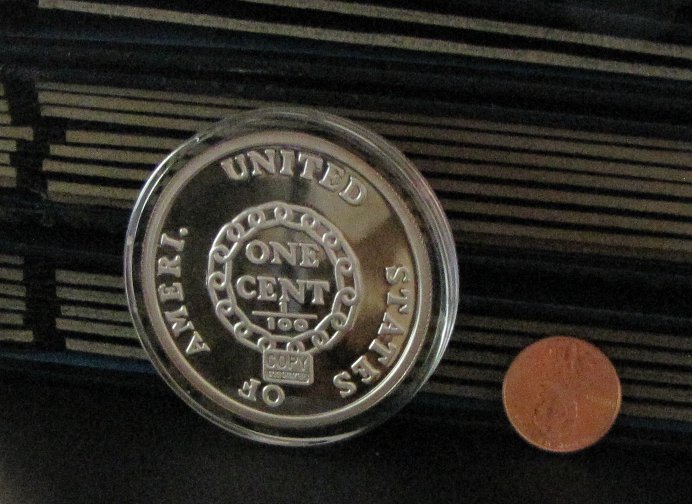 UNITED
STATES
OF
AMERI.
ONE
CENT
1
100
COPY